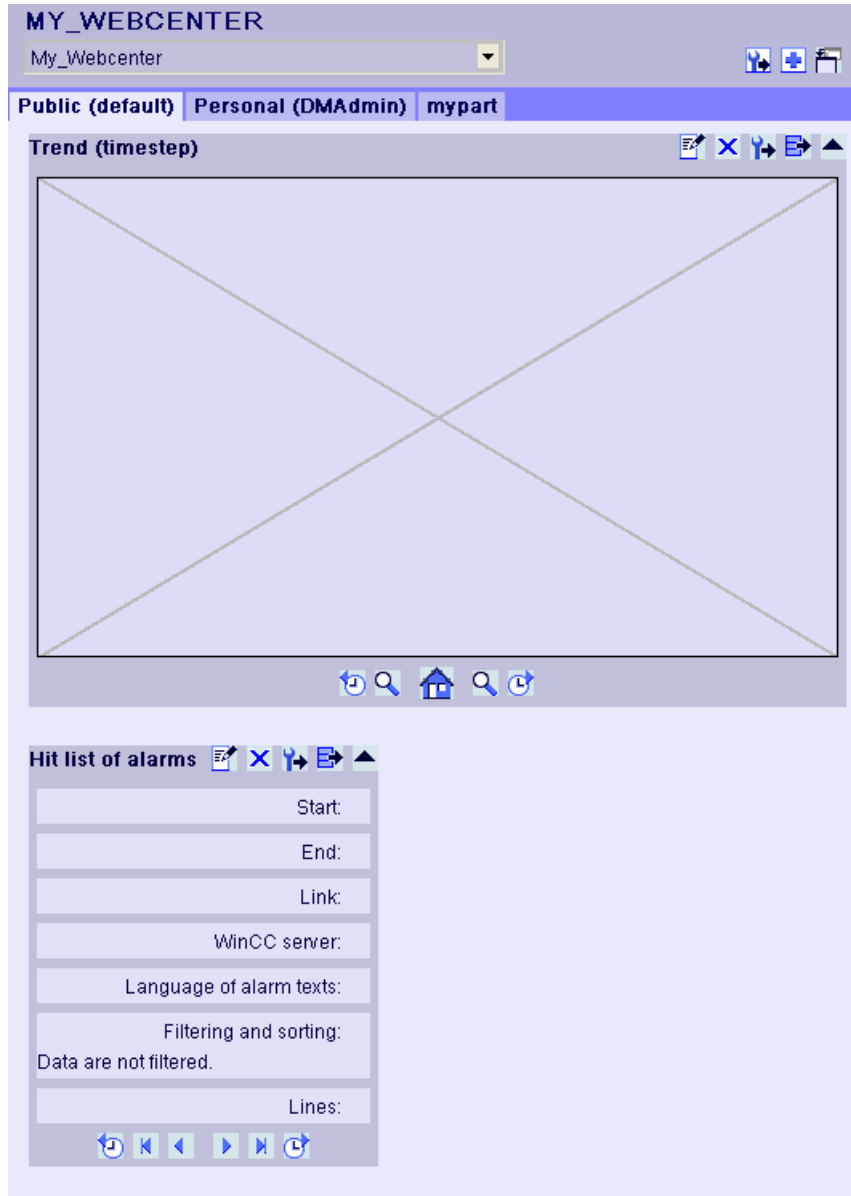 MY_WEBCENTER
My_Webcenter
Public (default) Personal (DMAdmin) mypart
Trend (timestep)
Hit list of alarms
Start:
End:
Link:
WinCC server:
Language of alarm texts:
Filtering and sorting:
Data are not filtered.
Lines: